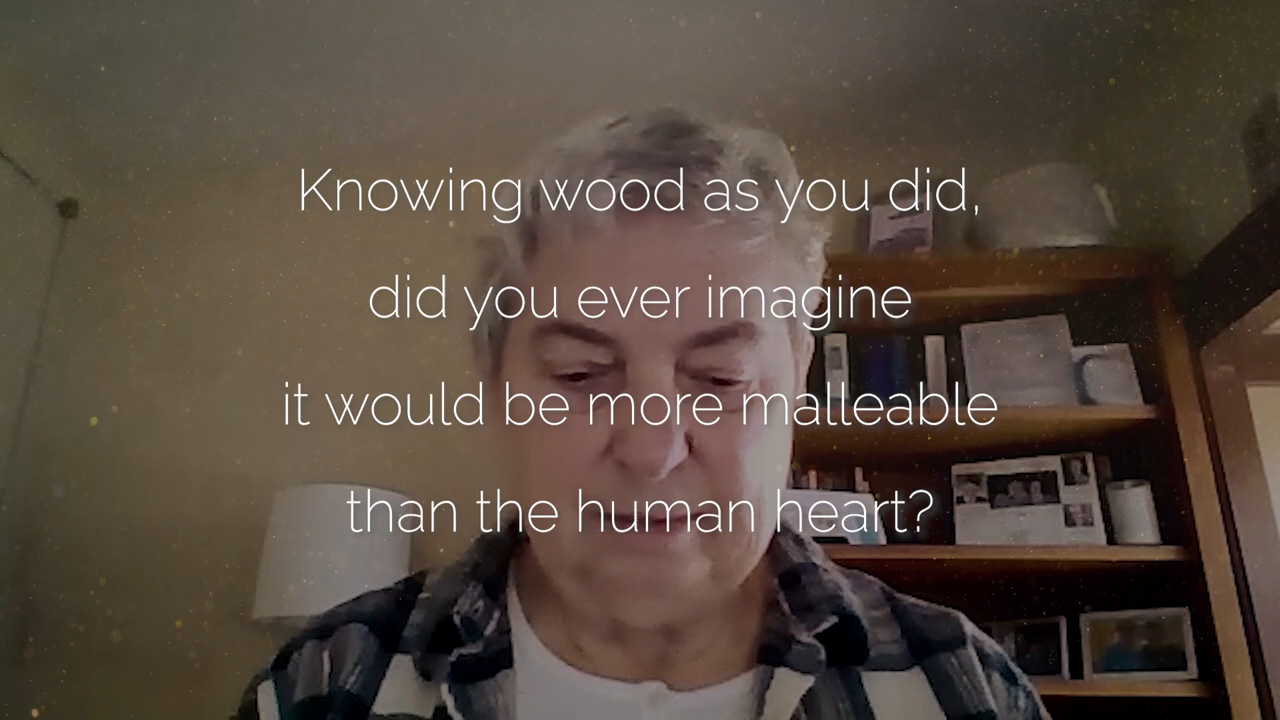 Knowing wood as you did,
did you ever imagine
it would be more malleable
than the human heart?